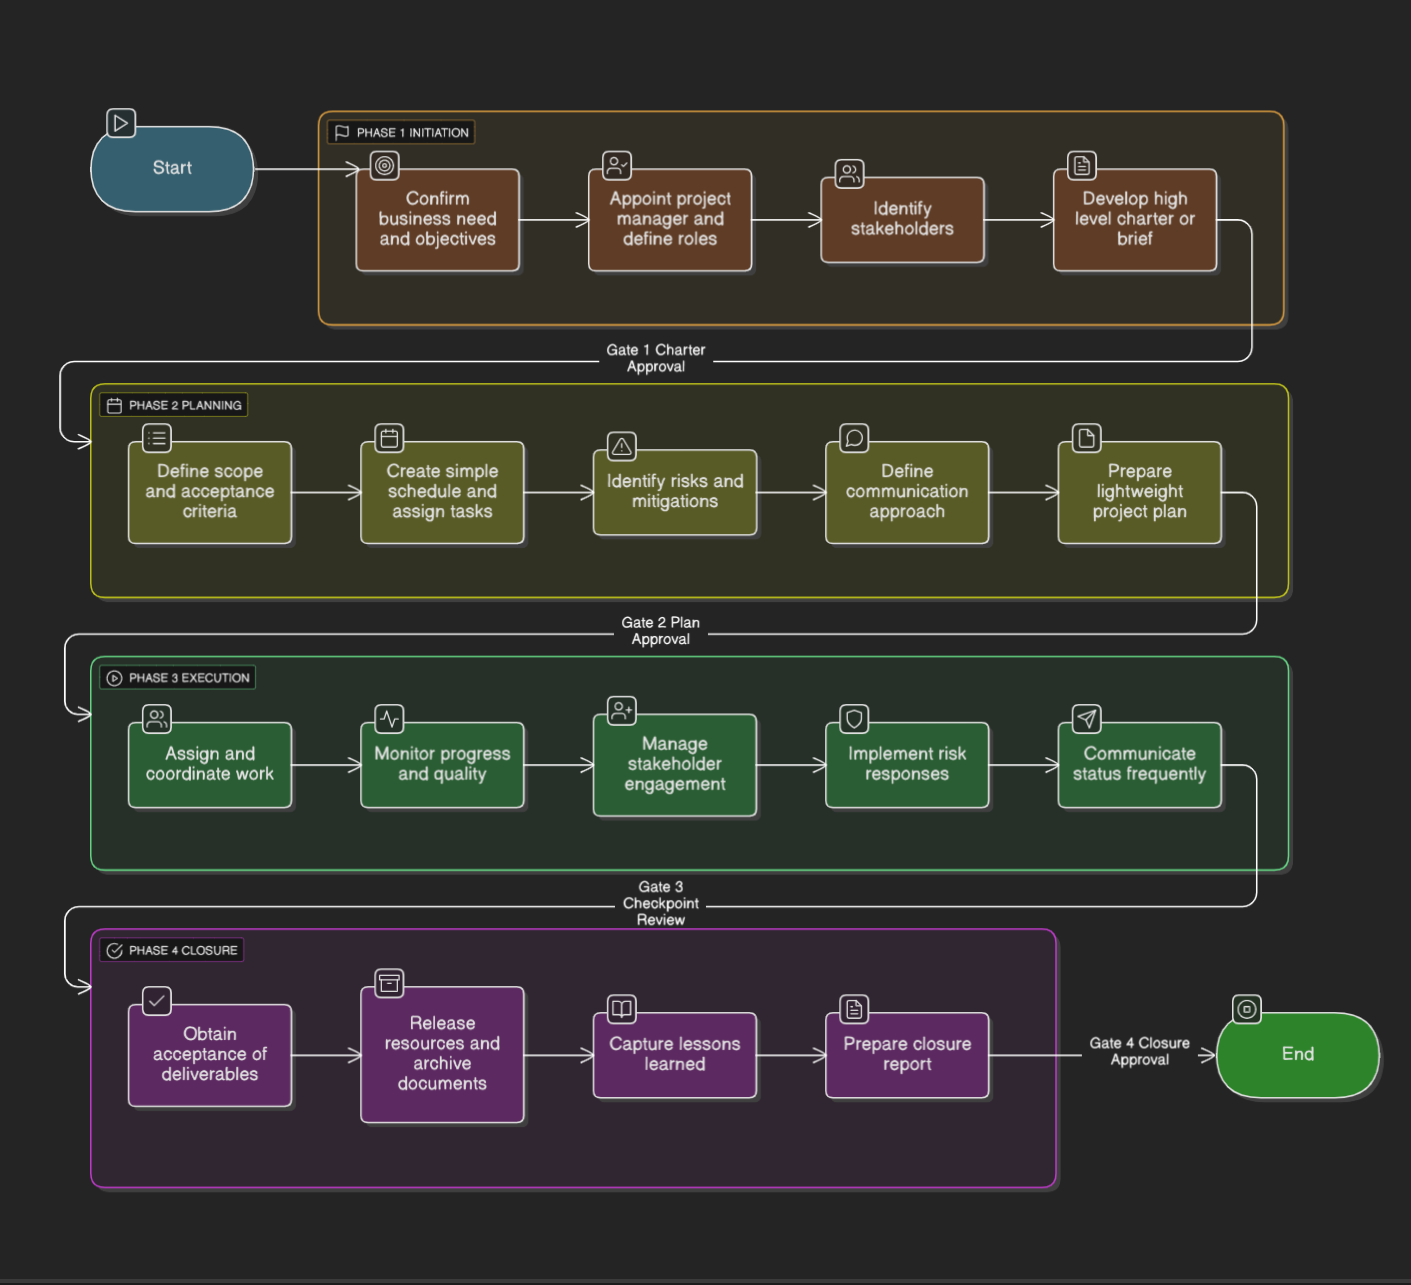 Start
PHASE 1 INITIATION
Confirm
business need
and objectives
Appoint project
manager and
define roles
Identify
stakeholders
Develop high
level charter or
brief
Gate 1 Charter
Approval
PHASE 2 PLANNING
Define scope
and acceptance
criteria
Create simple
schedule and
assign tasks
Identify risks and
mitigations
Define
communication
approach
Prepare
lightweight
project plan
Gate 2 Plan
Approval
PHASE 3 EXECUTION
Assign and
coordinate work
Monitor progress
and quality
Manage
stakeholder
engagement
Implement risk
responses
Communicate
status frequently
Gate 3
Checkpoint
Review
PHASE 4 CLOSURE
Obtain
acceptance of
deliverables
Release
resources and
archive
documents
Capture lessons
learned
Prepare closure
report
Gate 4 Closure
Approval
End